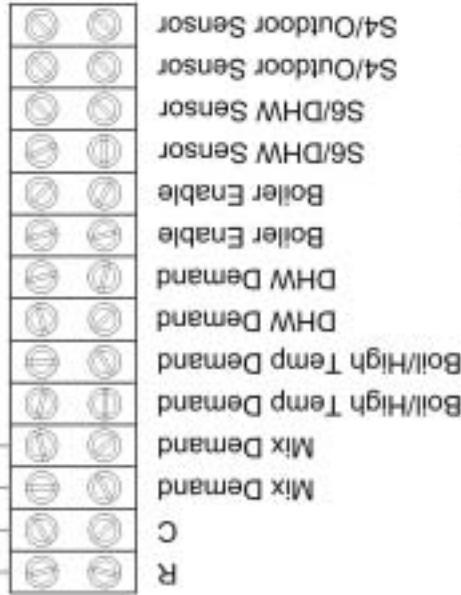 R
C
Mix Demand
Mix Demand
Boil/High Temp Demand
Boil/High Temp Demand
DHW Demand
DHW Demand
Boiler Enable
Boiler Enable
S6/DHW Sensor
S6/DHW Sensor
S4/Outdoor Sensor
S4/Outdoor Sensor